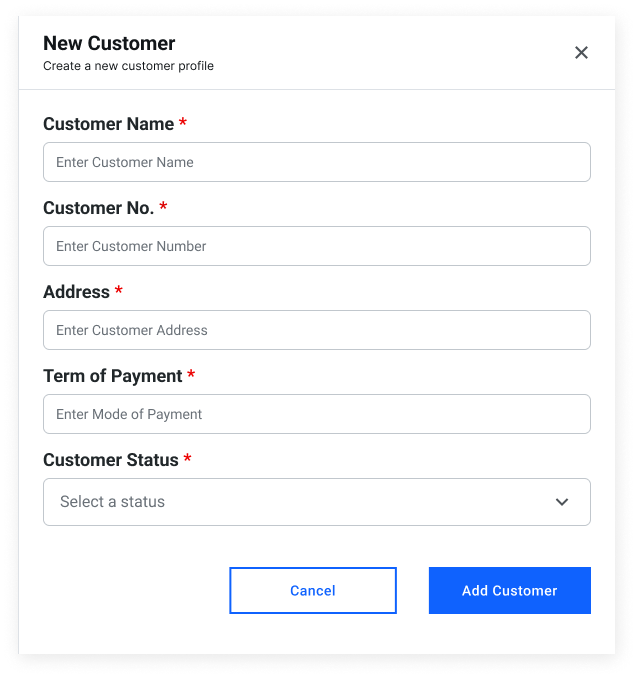 New Customer
Create a new customer profile
Customer Name *
Enter Customer Name
Customer No. *
Enter Customer Number
Address *
Enter Customer Address
Term of Payment *
Enter Mode of Payment
Customer Status *
Select a status
Cancel
Add Customer